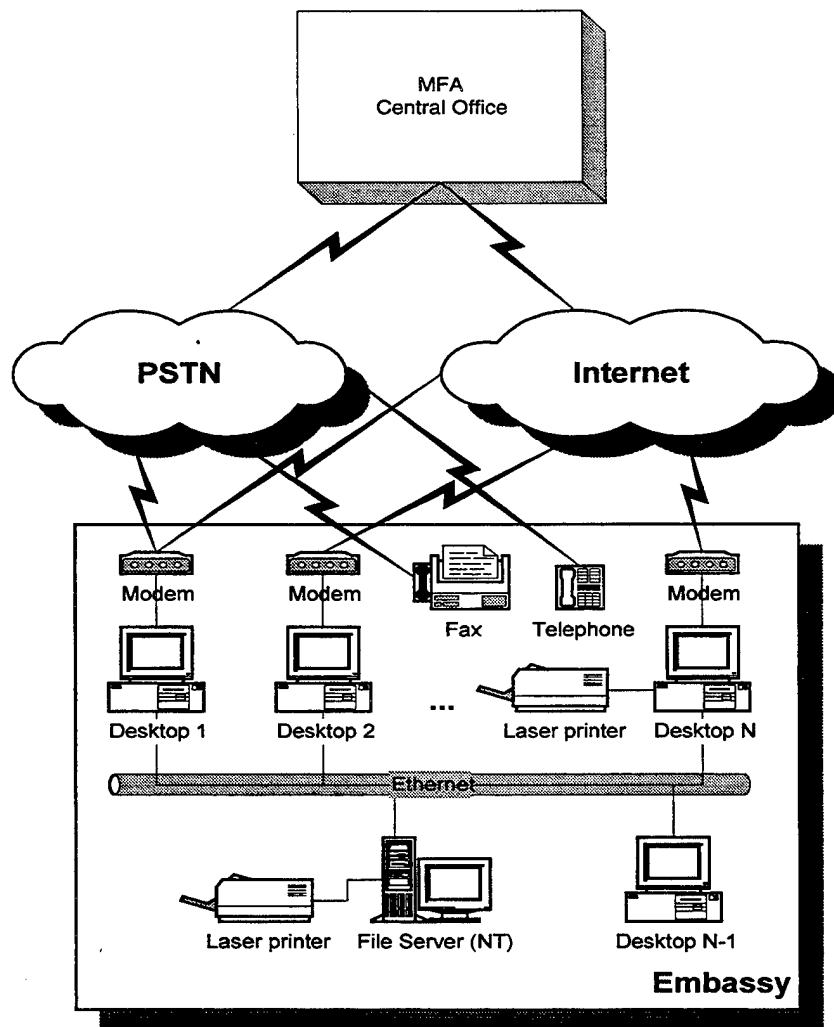 MFA
Central Office
PSTN
Internet
Modem
Modem
Fax
Telephone
Modem
Desktop 1
Desktop 2
...
Laser printer
Desktop N
Ethernet
Laser printer
File Server (NT)
Desktop N-1
Embassy